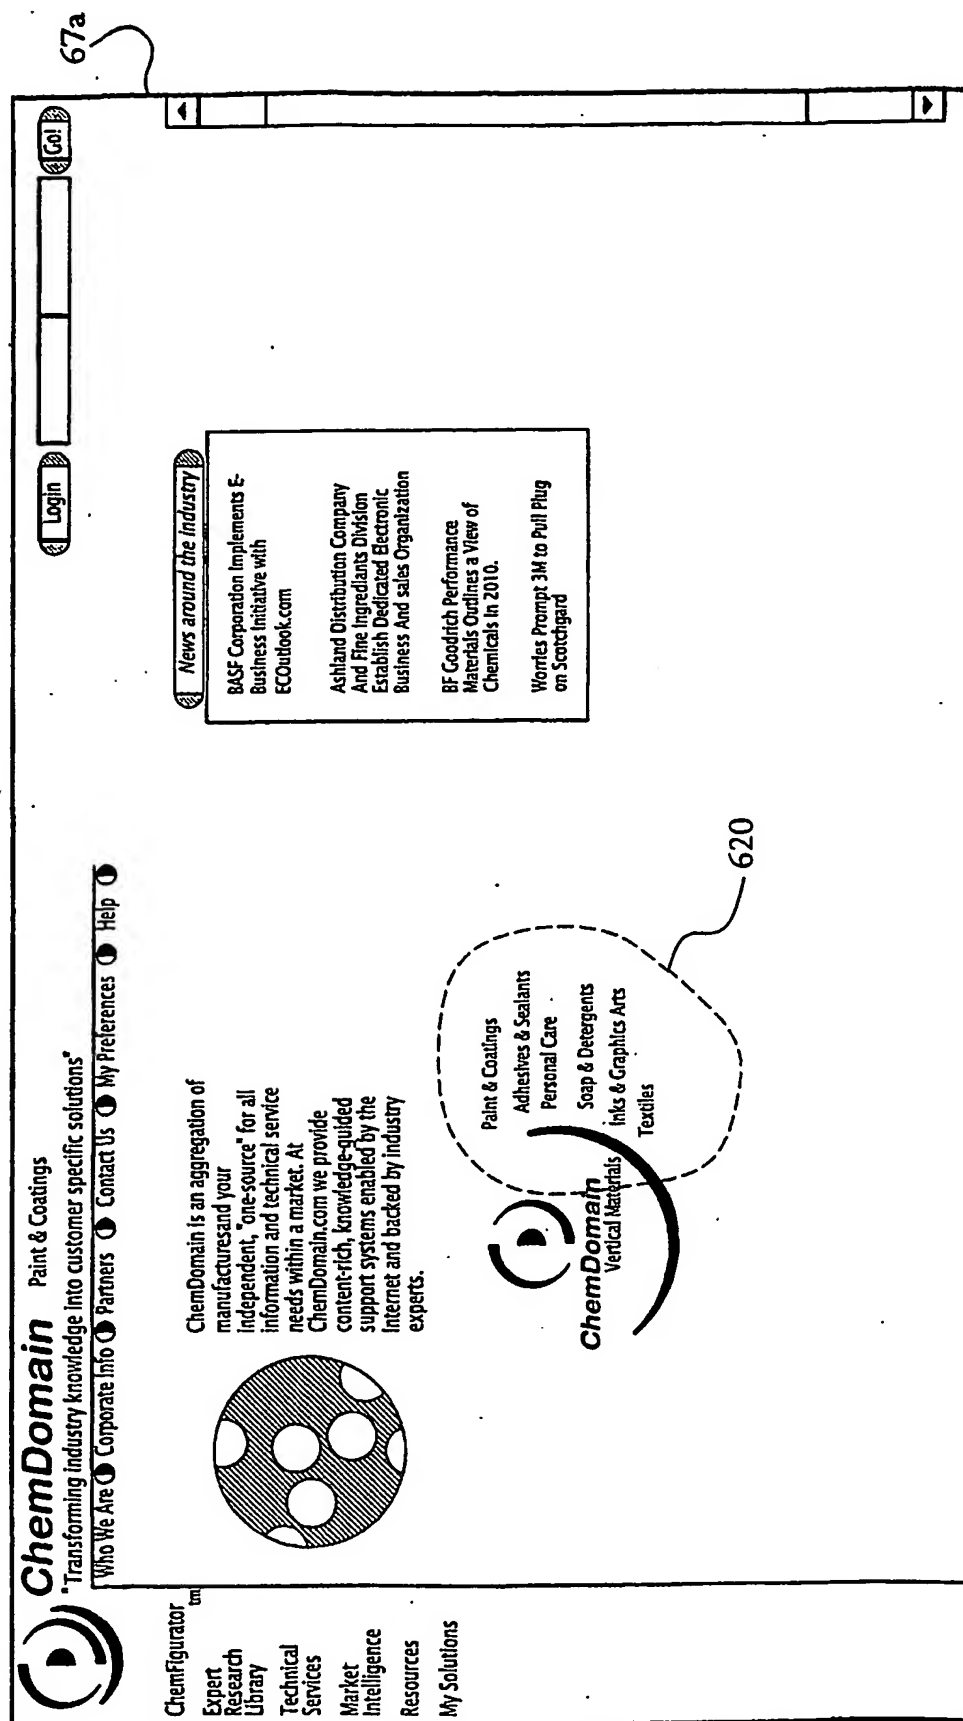 67a
ChemDomain Paint & Coatings
"Transforming industry knowledge into customer specific solutions"
Login
Go!
Who We Are Corporate Info Partners Contact Us My Preferences Help
ChemFigurator tm
Expert
Research
Library
Technical
Services
Market
Intelligence
Resources
My Solutions
ChemDomain is an aggregation of
manufacturesand your
independent, "one-source" for all
information and technical service
needs within a market. At
ChemDomain.com we provide
content-rich, knowledge-guided
support systems enabled by the
Internet and backed by industry
experts.
News around the industry
BASF Corporation Implements E-
Business Initiative with
ECOutlook.com
Ashland Distribution Company
And Fine Ingrediants Division
Establish Dedicated Electronic
Business And sales Organization
BF Goodrich Performance
Materials Outlines a View of
Chemicals In 2010.
Worries Prompt 3M to Pull Plug
on Scotchgard
ChemDomain
Vertical Materials
Paint & Coatings
Adhesives & Sealants
Personal Care
Soap & Detergents
Inks & Graphics Arts
Textiles
620